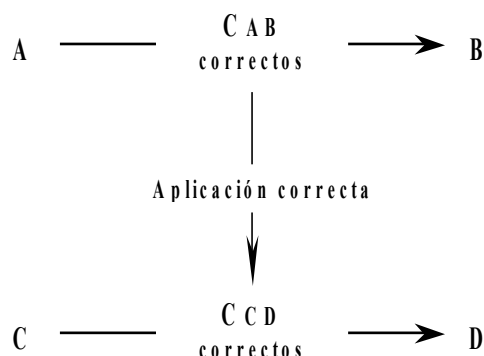 C AB
A correctos B
Aplicación correcta
C CD
C correctos D